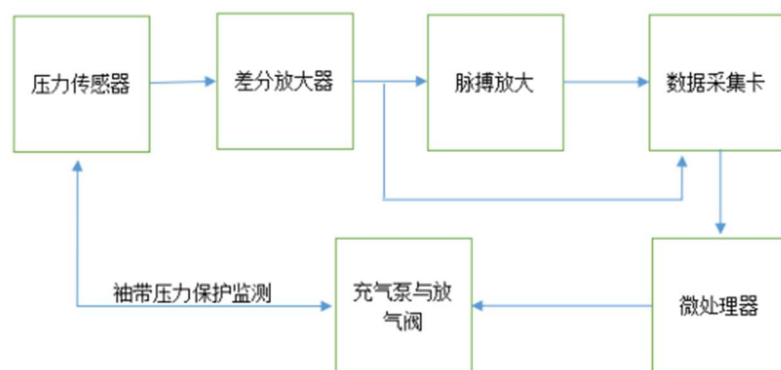 压力传感器
差分放大器
脉搏放大
数据采集卡
袖带压力保护监测
充气泵与放
气阀
微处理器